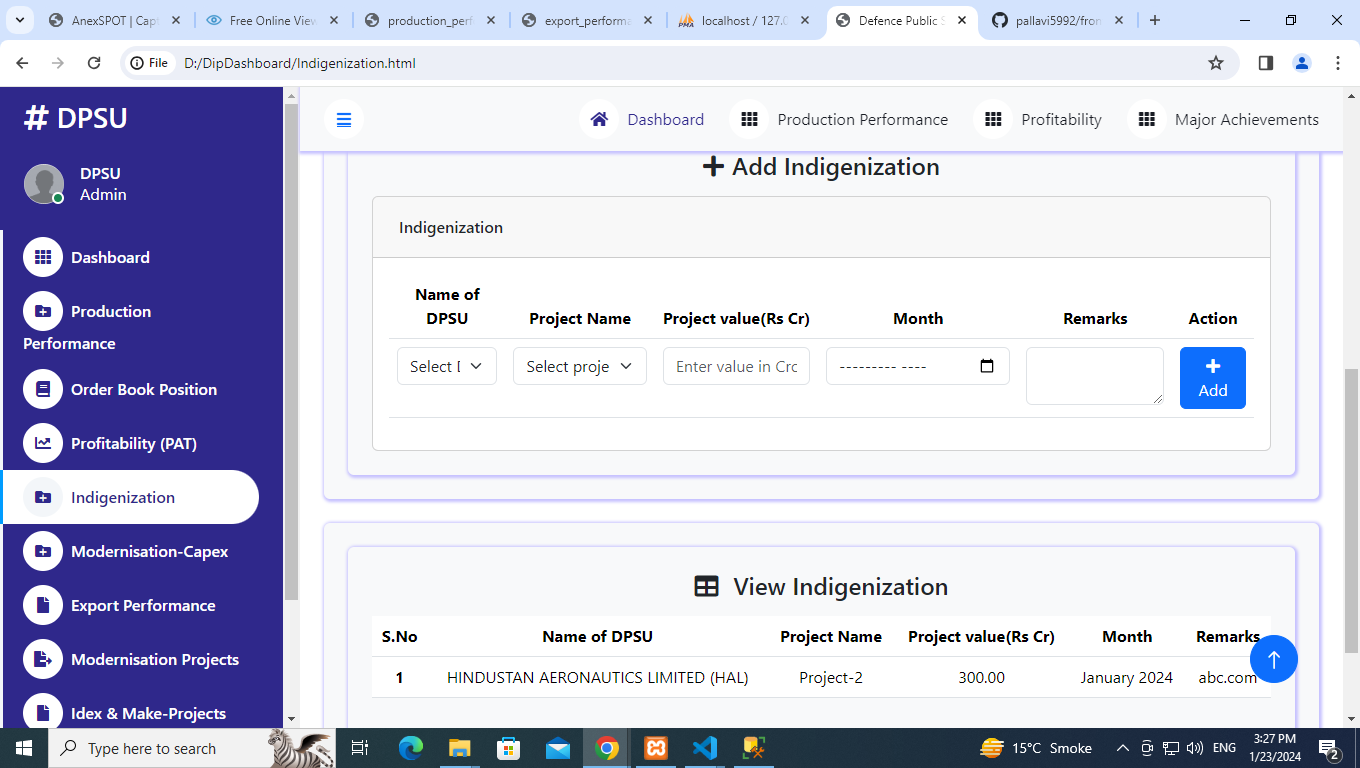 AnexSPOT | Capt
Free Online View
production_perf
export_performa
localhost / 127.0
Defence Public S
pallavi5992/fron
File
D:/DipDashboard/Indigenization.html
# DPSU
DPSU
Admin
Dashboard
Production
Performance
Order Book Position
Profitability (PAT)
Indigenization
Modernisation-Capex
Export Performance
Modernisation Projects
Idex & Make-Projects
Dashboard
Production Performance
Profitability
Major Achievements
Add Indigenization
Indigenization
Name of
DPSU
Project Name
Project value(Rs Cr)
Month
Remarks
Action
Select D
Select proje
Enter value in Crc
--------- ----
Add
View Indigenization
S.No Name of DPSU Project Name Project value(Rs Cr) Month Remarks
1 HINDUSTAN AERONAUTICS LIMITED (HAL) Project-2 300.00 January 2024 abc.com
Type here to search
15°C Smoke
ENG
3:27 PM
1/23/2024
2